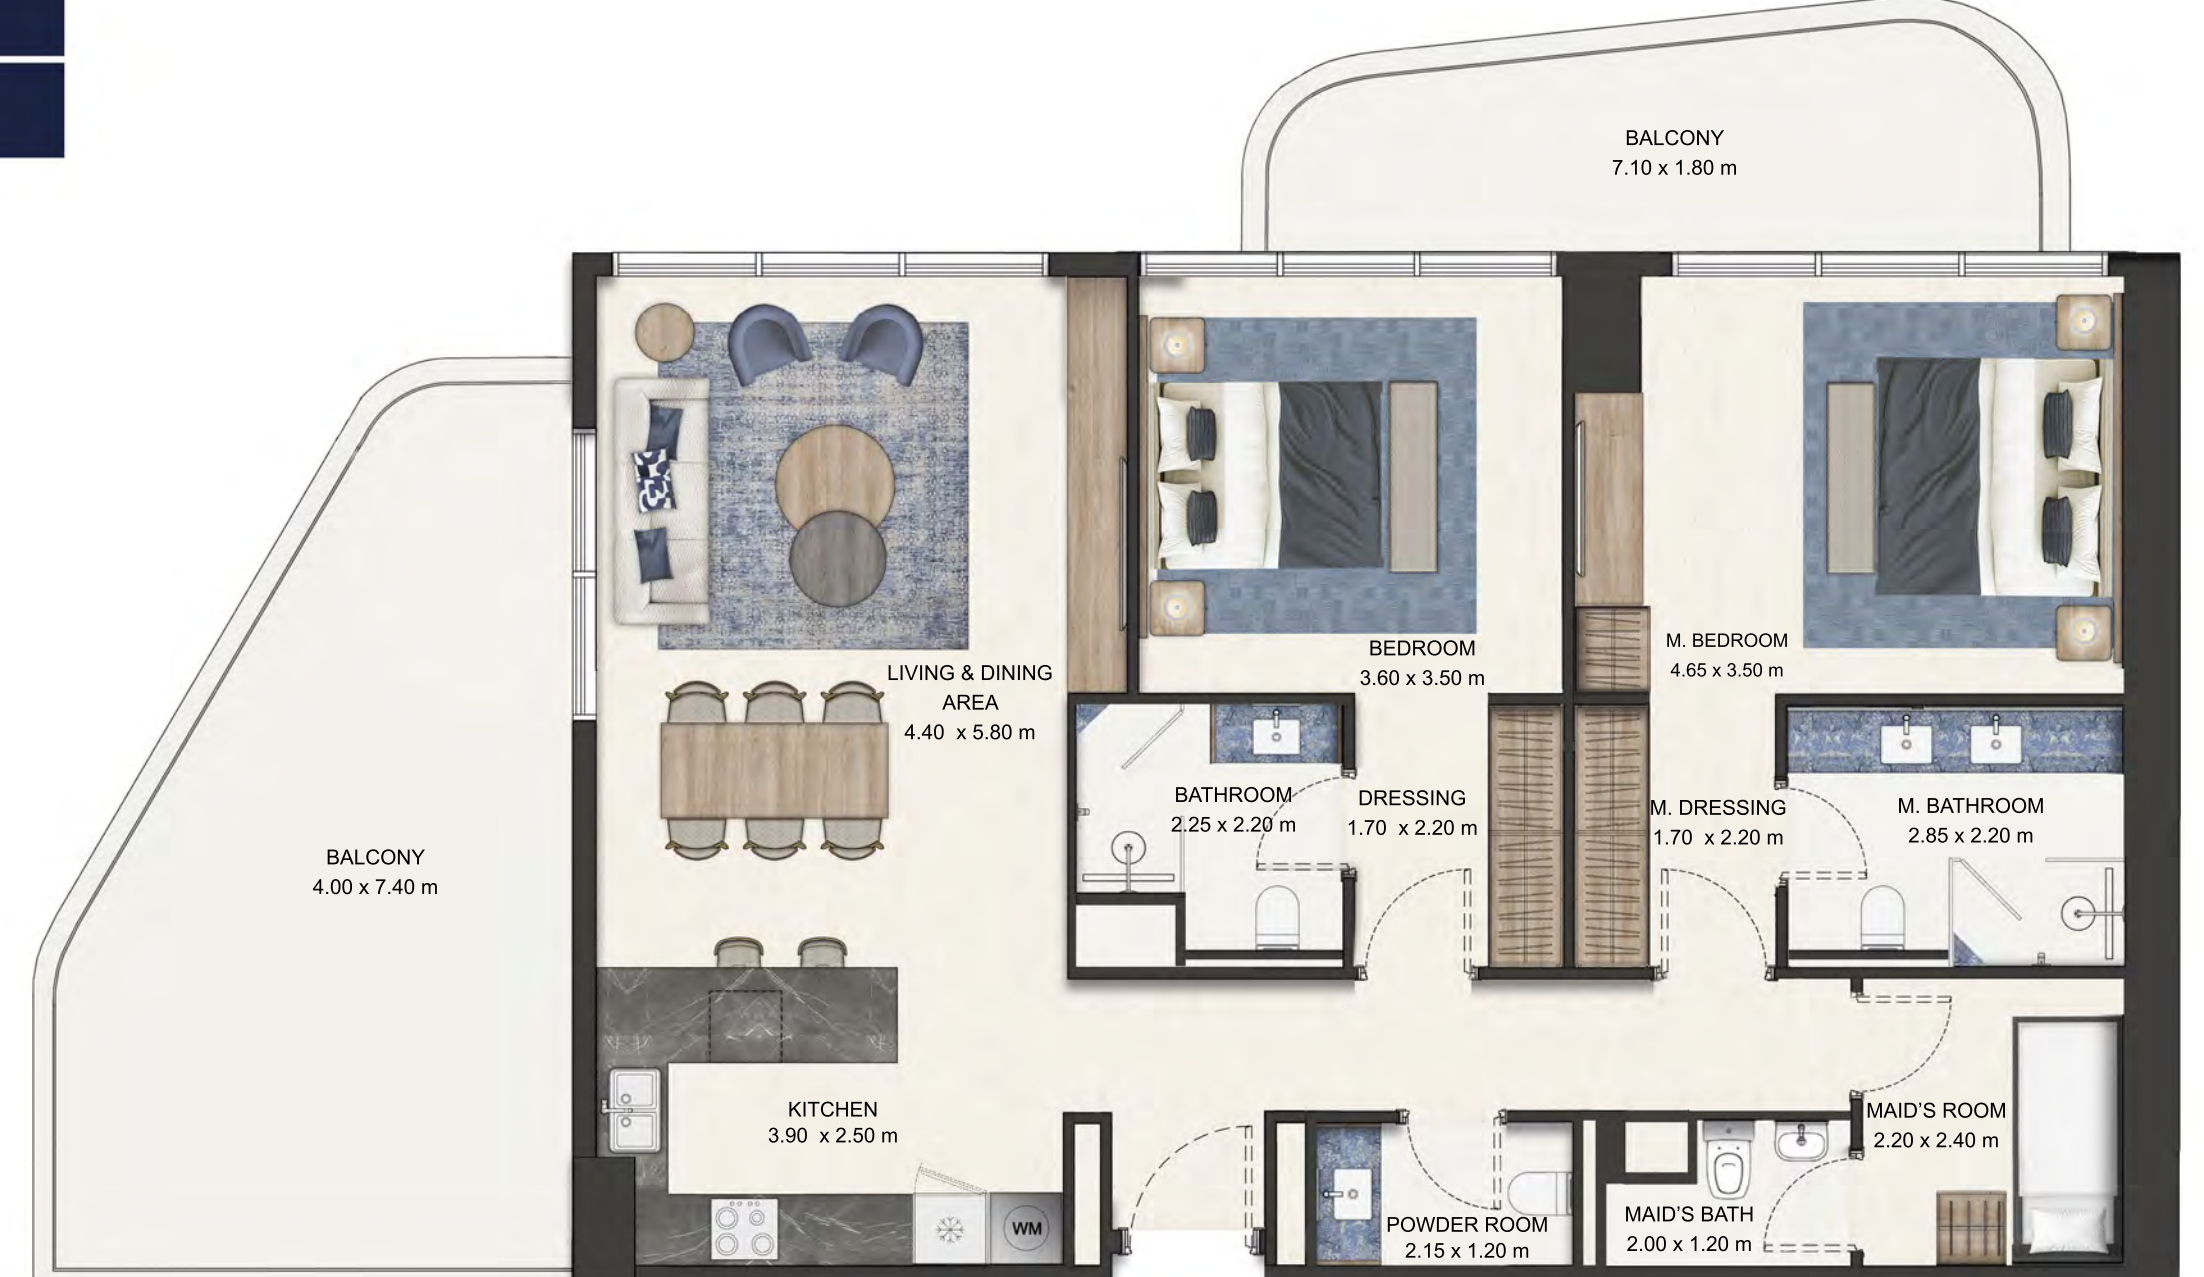 BALCONY
7.10 x 1.80 m
BEDROOM
3.60 x 3.50 m
M. BEDROOM
4.65 x 3.50 m
LIVING & DINING
AREA
4.40 x 5.80 m
BATHROOM
2.25 x 2.20 m
DRESSING
1.70 x 2.20 m
M. DRESSING
1.70 x 2.20 m
M. BATHROOM
2.85 x 2.20 m
BALCONY
4.00 x 7.40 m
KITCHEN
3.90 x 2.50 m
MAID'S ROOM
2.20 x 2.40 m
WM
POWDER ROOM
2.15 x 1.20 m
MAID'S BATH
2.00 x 1.20 m